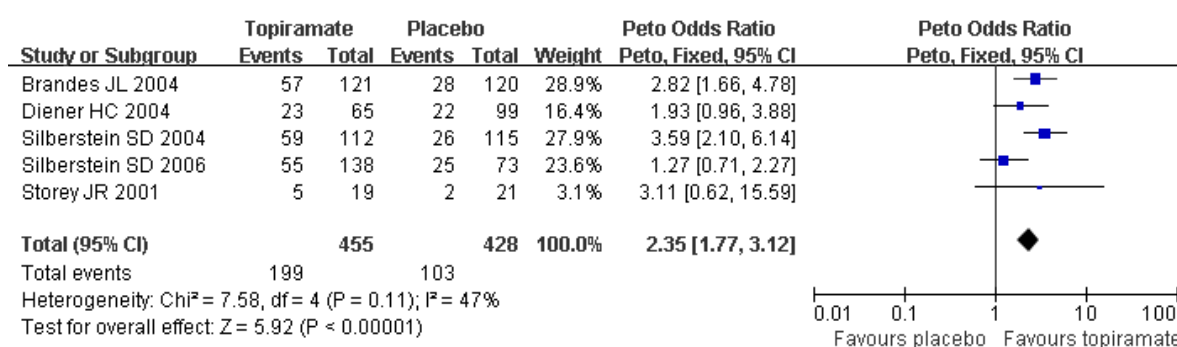 Topiramate Placebo Peto Odds Ratio Peto Odds Ratio
Study or Subgroup Events Total Events Total Weight Peto, Fixed, 95% CI Peto, Fixed, 95% CI
Brandes JL 2004 57 121 28 120 28.9% 2.82 [1.66, 4.78]
Diener HC 2004 23 65 22 99 16.4% 1.93 [0.96, 3.88]
Silberstein SD 2004 59 112 26 115 27.9% 3.59 [2.10, 6.14]
Silberstein SD 2006 55 138 25 73 23.6% 1.27 [0.71, 2.27]
Storey JR 2001 5 19 2 21 3.1% 3.11 [0.62, 15.59]
Total (95% CI) 455 428 100.0% 2.35 [1.77, 3.12]
Total events 199 103
Heterogeneity: Chi² = 7.58, df = 4 (P = 0.11); I² = 47%
Test for overall effect: Z = 5.92 (P < 0.00001)
0.01 0.1 1 10 100
Favours placebo Favours topiramate